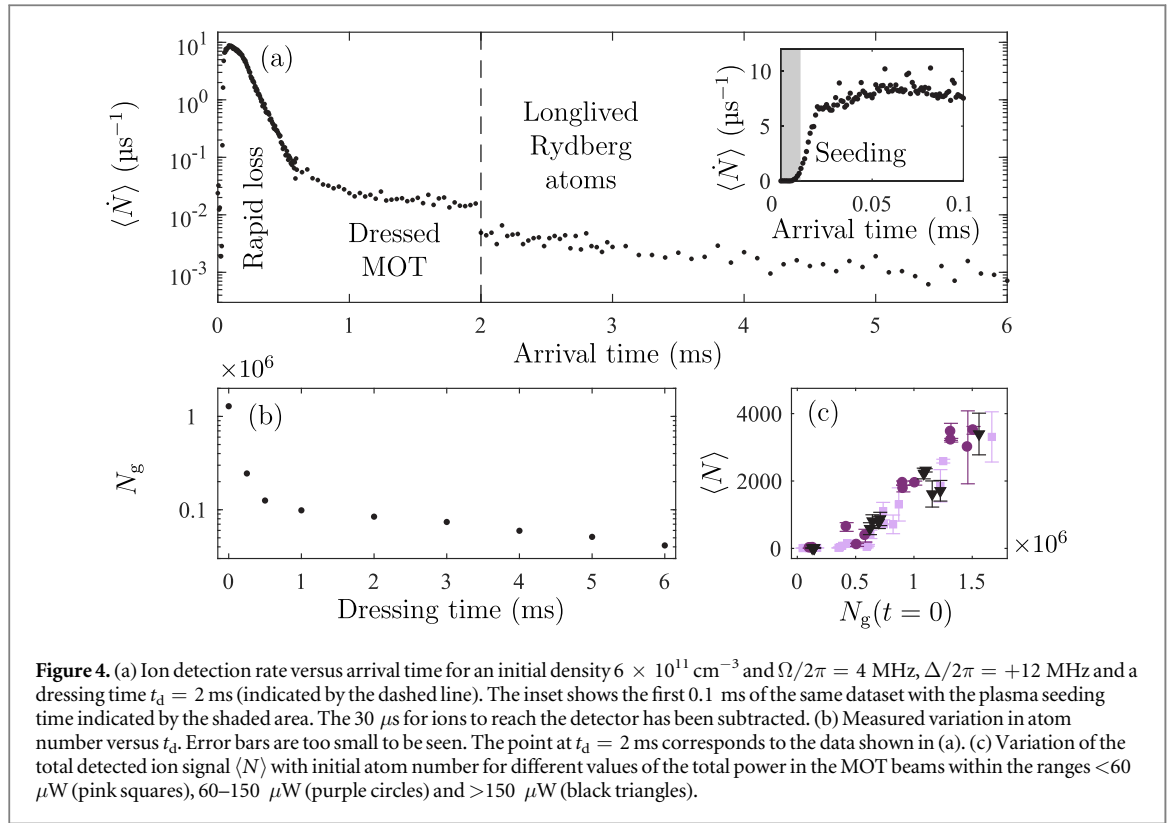 10¹
10⁰
10⁻¹
10⁻²
10⁻³
⟨Ṅ⟩ (µs⁻¹)
(a)
Rapid loss
Dressed
MOT
Longlived
Rydberg
atoms
0 1 2 3 4 5 6
Arrival time (ms)
⟨Ṅ⟩ (µs⁻¹)
10
5
0
Seeding
0 0.05 0.1
Arrival time (ms)
×10⁶
(b)
1
0.1
N_g
0 1 2 3 4 5 6
Dressing time (ms)
(c)
4000
2000
0
⟨N⟩
×10⁶
0 0.5 1 1.5
N_g(t = 0)
Figure 4. (a) Ion detection rate versus arrival time for an initial density 6 × 10¹¹ cm⁻³ and Ω/2π = 4 MHz, Δ/2π = +12 MHz and a
dressing time t_d = 2 ms (indicated by the dashed line). The inset shows the first 0.1 ms of the same dataset with the plasma seeding
time indicated by the shaded area. The 30 µs for ions to reach the detector has been subtracted. (b) Measured variation in atom
number versus t_d. Error bars are too small to be seen. The point at t_d = 2 ms corresponds to the data shown in (a). (c) Variation of the
total detected ion signal ⟨N⟩ with initial atom number for different values of the total power in the MOT beams within the ranges <60
µW (pink squares), 60–150 µW (purple circles) and >150 µW (black triangles).